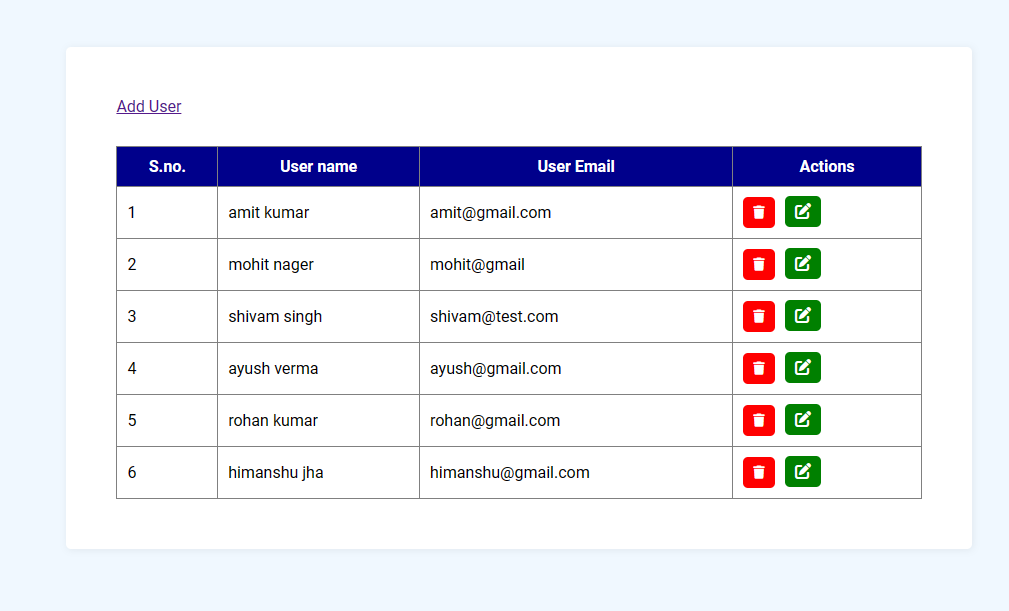 Add User
S.no. User name User Email Actions
1 amit kumar amit@gmail.com
2 mohit nager mohit@gmail
3 shivam singh shivam@test.com
4 ayush verma ayush@gmail.com
5 rohan kumar rohan@gmail.com
6 himanshu jha himanshu@gmail.com